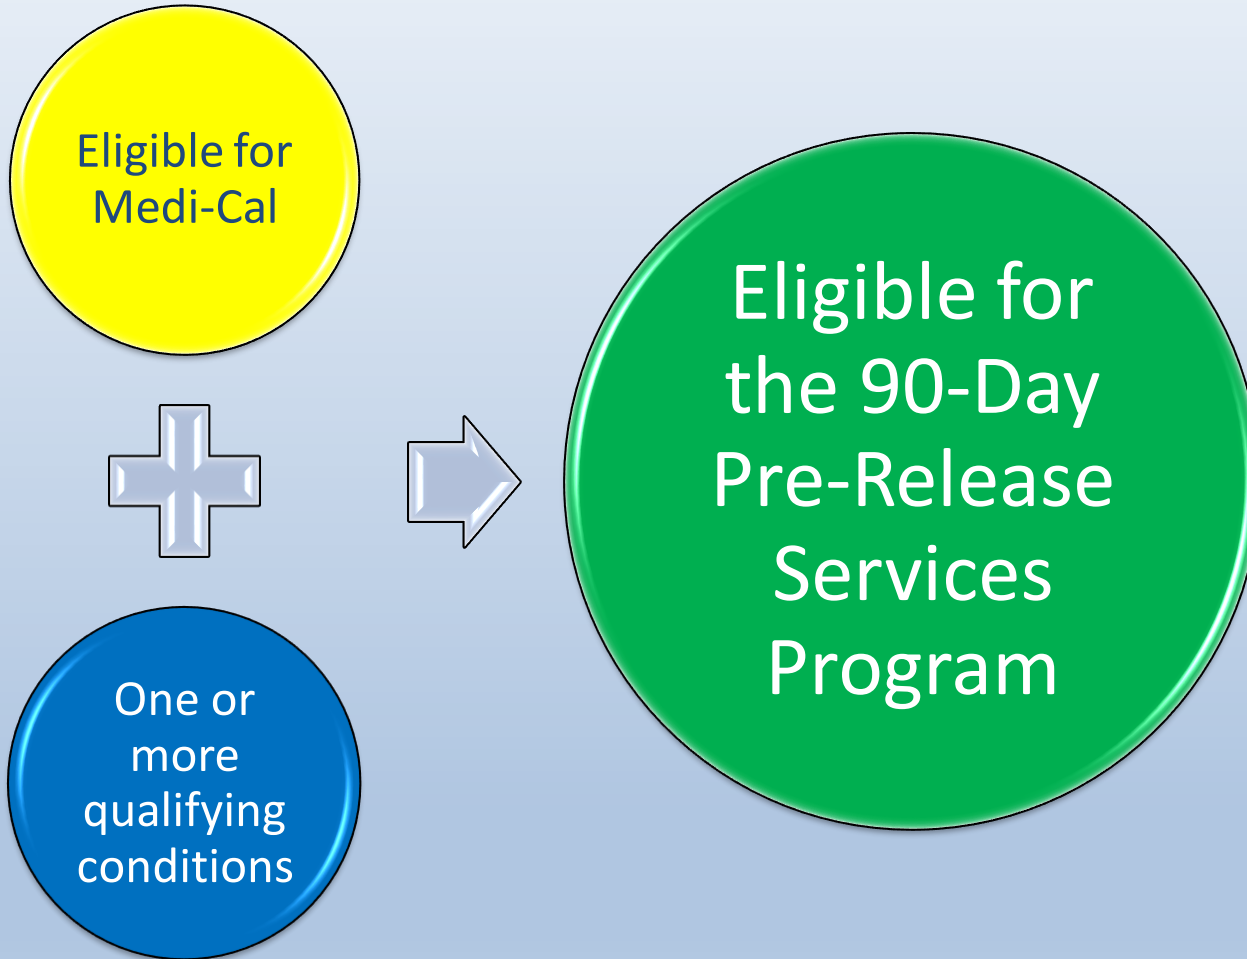 Eligible for
Medi-Cal
One or
more
qualifying
conditions
Eligible for
the 90-Day
Pre-Release
Services
Program